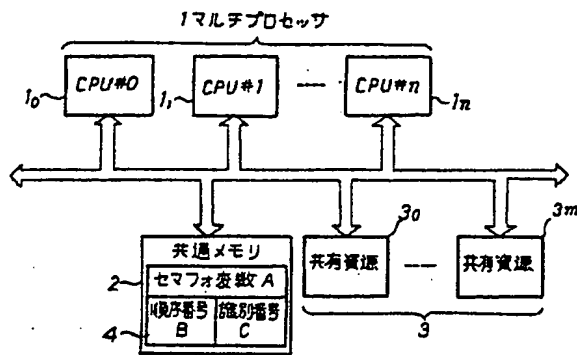 1マルチプロセッサ
CPU#0
CPU#1
CPU#n
1₀
1₁
1n
共通メモリ
2
セマフォ変数 A
4
順序番号
B
識別番号
C
3₀
共有資源
3m
共有資源
3